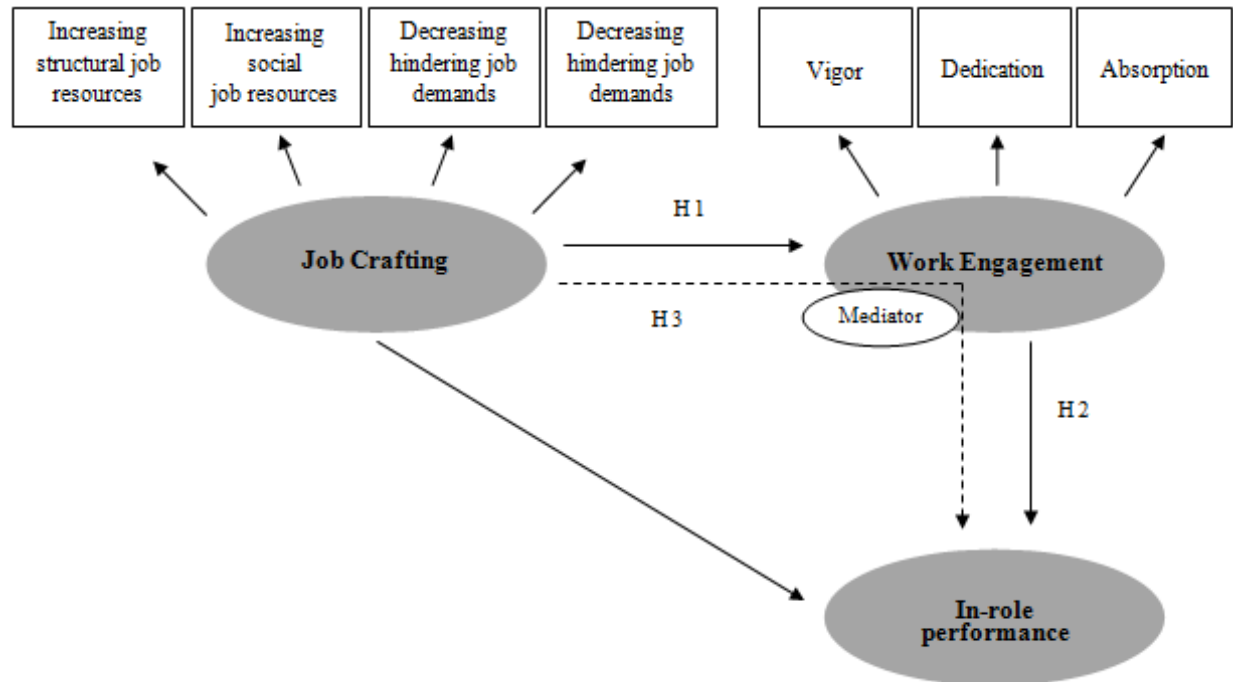 Increasing
structural job
resources
Increasing
social
job resources
Decreasing
hindering job
demands
Decreasing
hindering job
demands
Vigor
Dedication
Absorption
H 1
Job Crafting
Work Engagement
H 3
Mediator
H 2
In-role
performance